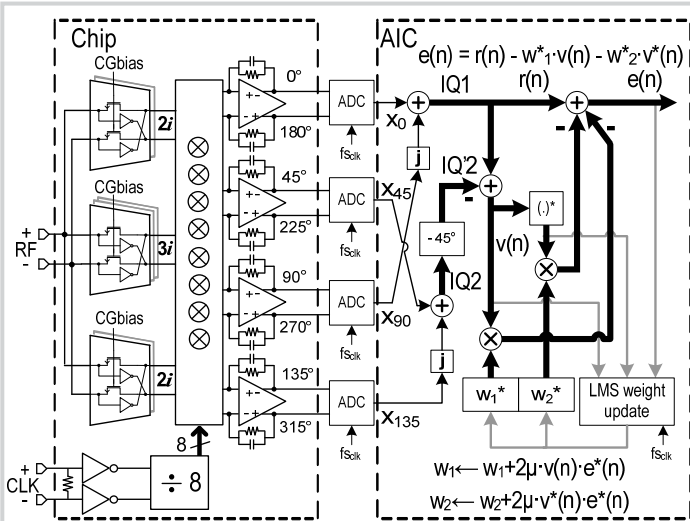 Chip
AIC
CGbias
2i
+
RF
-
CGbias
3i
CGbias
2i
+
CLK
-
8
÷ 8
0°
+-
+-
180°
45°
+-
+-
225°
90°
+-
+-
270°
135°
+-
+-
315°
ADC
fsclk
ADC
fsclk
ADC
fsclk
ADC
fsclk
e(n) = r(n) - w*1·v(n) - w*2·v*(n)
IQ1
r(n)
e(n)
x0
j
x45
IQ'2
-
-45°
IQ2
x90
j
x135
(.)*
v(n)
-
-
w1*
w2*
LMS weight
update
fsclk
w1← w1+2µ·v(n)·e*(n)
w2← w2+2µ·v*(n)·e*(n)